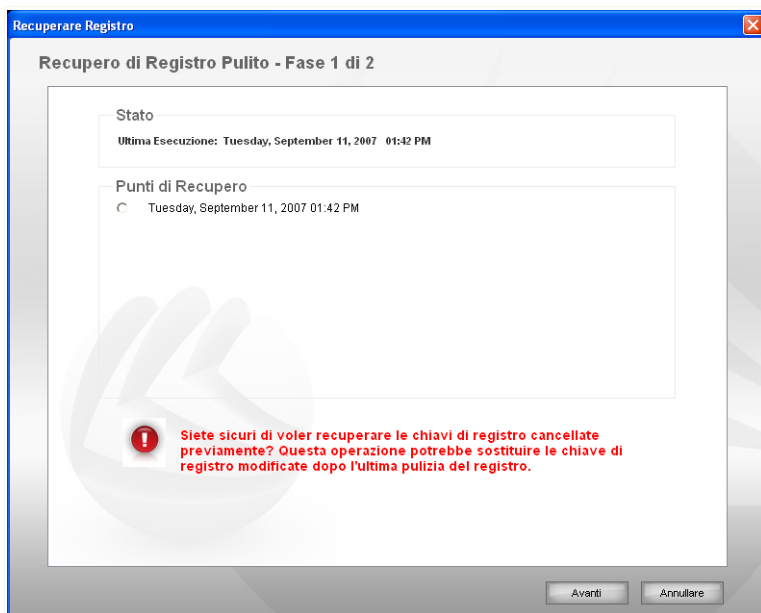 Recuperare Registro
Recupero di Registro Pulito - Fase 1 di 2
Stato
Ultima Esecuzione: Tuesday, September 11, 2007 01:42 PM
Punti di Recupero
Tuesday, September 11, 2007 01:42 PM
Siete sicuri di voler recuperare le chiavi di registro cancellate
previamente? Questa operazione potrebbe sostituire le chiave di
registro modificate dopo l'ultima pulizia del registro.
Avanti
Annullare